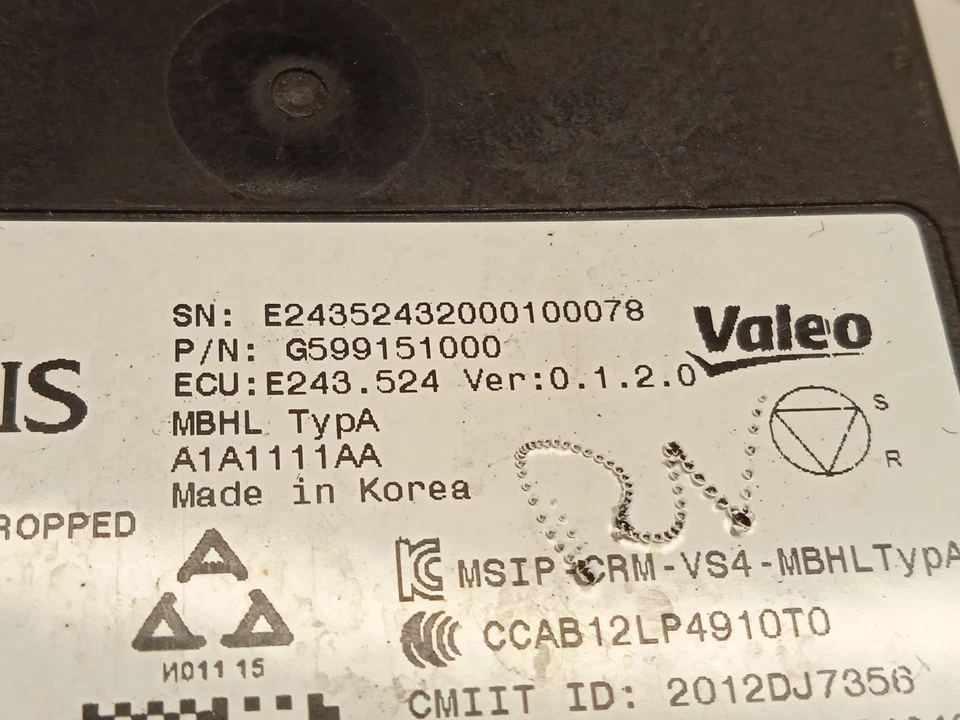 SN: E24352432000100078
Valeo
P/N: G599151000
ECU:E243.524 Ver:0.1.2.0
IS
MBHL TypA
S
A1A1111AA
R
Made in Korea
ROPPED
MSIP-CRM-VS4-MBHLTypA
CCAB12LP4910T0
N011 15
CMIIT ID: 2012DJ7356